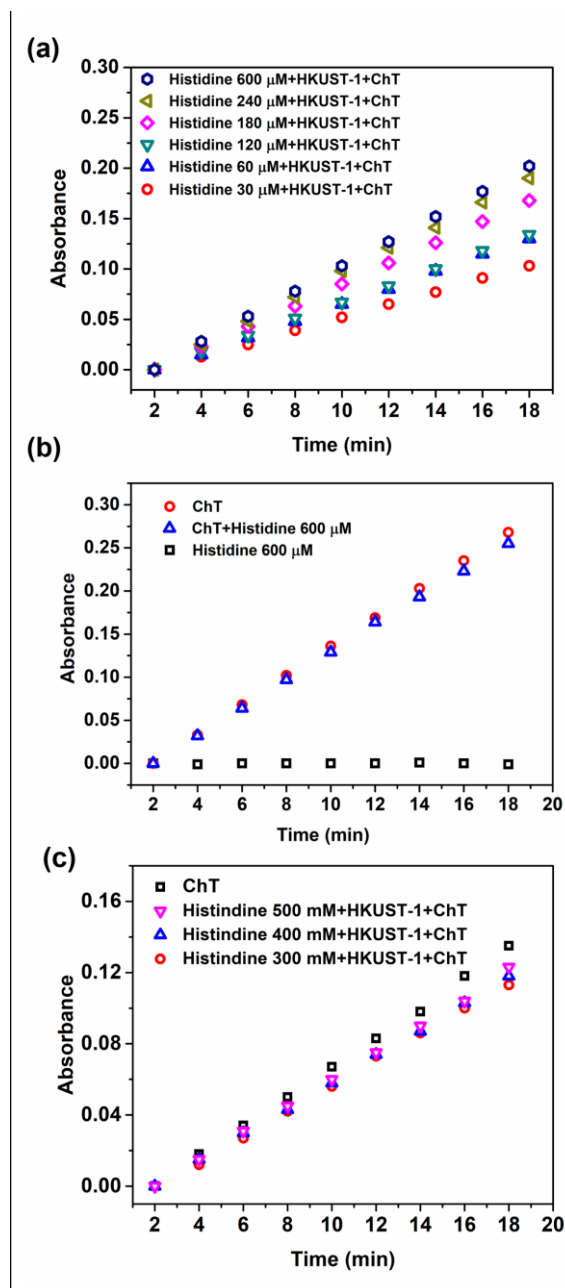 (a)
0.30
0.25
0.20
0.15
0.10
0.05
0.00
Absorbance
Histidine 600 μM+HKUST-1+ChT
Histidine 240 μM+HKUST-1+ChT
Histidine 180 μM+HKUST-1+ChT
Histidine 120 μM+HKUST-1+ChT
Histidine 60 μM+HKUST-1+ChT
Histidine 30 μM+HKUST-1+ChT
2 4 6 8 10 12 14 16 18
Time (min)
(b)
0.30
0.25
0.20
0.15
0.10
0.05
0.00
Absorbance
ChT
ChT+Histidine 600 μM
Histidine 600 μM
2 4 6 8 10 12 14 16 18 20
Time (min)
(c)
0.16
0.12
0.08
0.04
0.00
Absorbance
ChT
Histindine 500 mM+HKUST-1+ChT
Histindine 400 mM+HKUST-1+ChT
Histindine 300 mM+HKUST-1+ChT
2 4 6 8 10 12 14 16 18 20
Time (min)